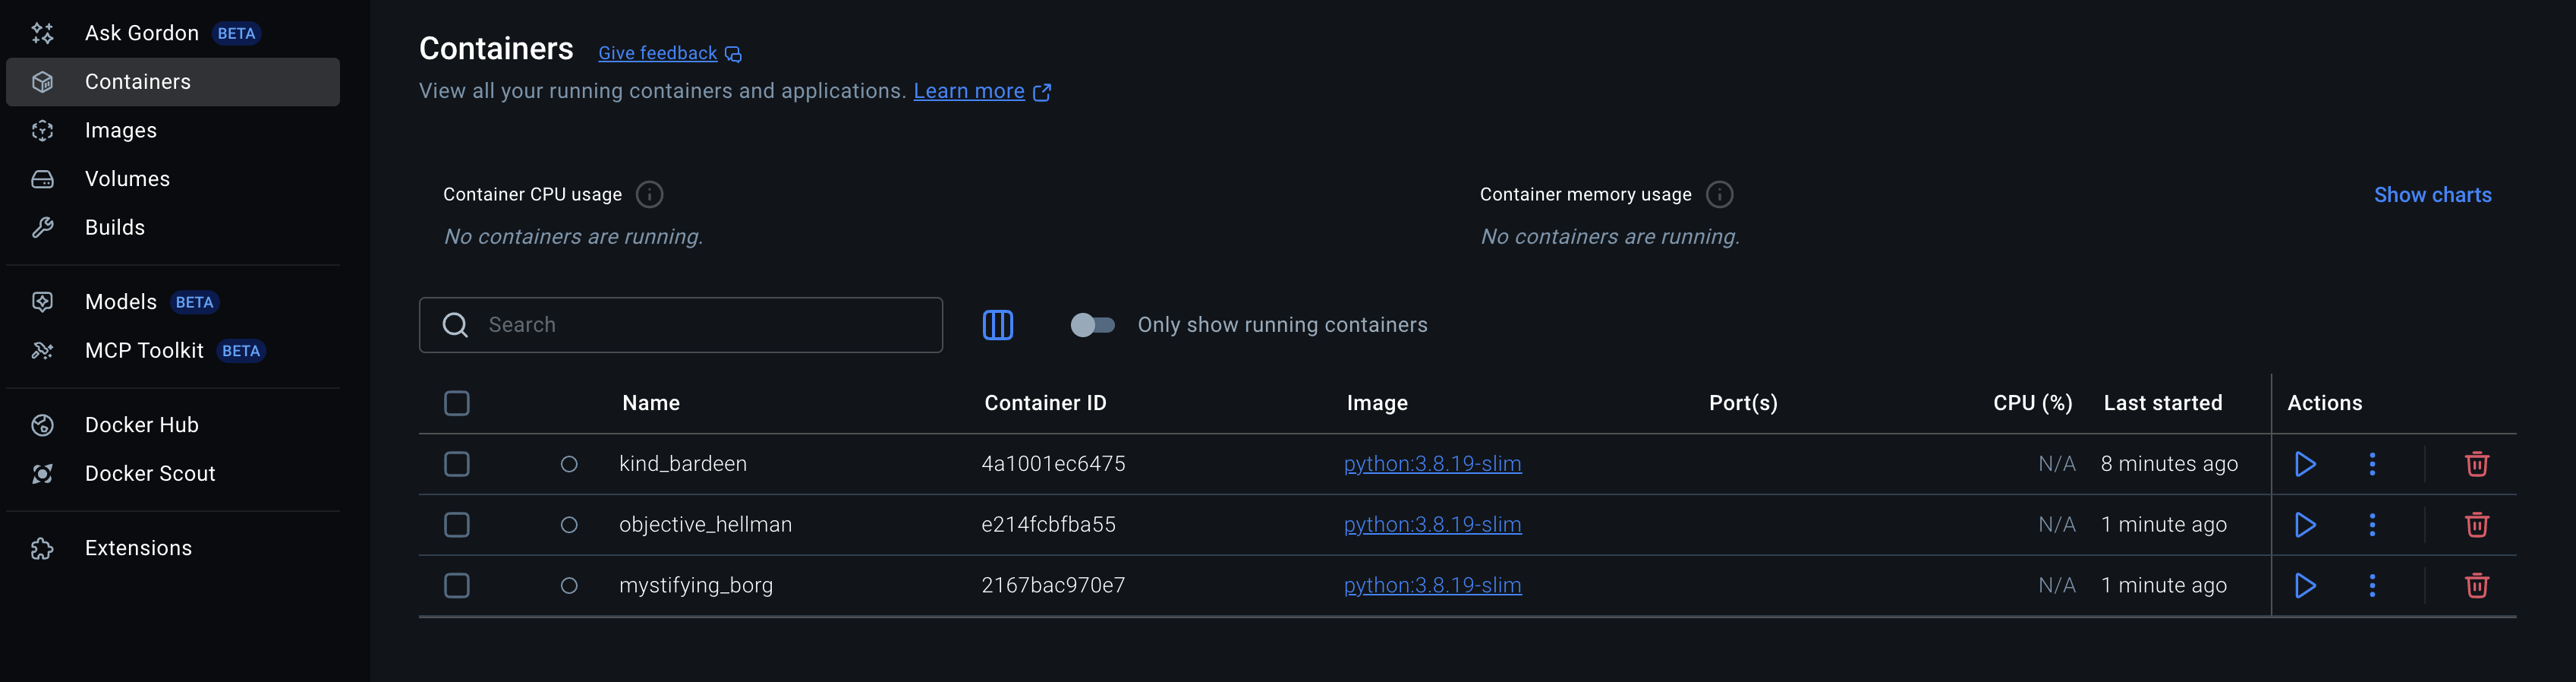 Ask Gordon BETA
Containers
Images
Volumes
Builds
Models BETA
MCP Toolkit BETA
Docker Hub
Docker Scout
Extensions
Containers Give feedback
View all your running containers and applications. Learn more
Container CPU usage
No containers are running.
Container memory usage
No containers are running.
Show charts
Search
Only show running containers
Name Container ID Image Port(s) CPU (%) Last started Actions
kind_bardeen 4a1001ec6475 python:3.8.19-slim N/A 8 minutes ago
objective_hellman e214fcbfba55 python:3.8.19-slim N/A 1 minute ago
mystifying_borg 2167bac970e7 python:3.8.19-slim N/A 1 minute ago